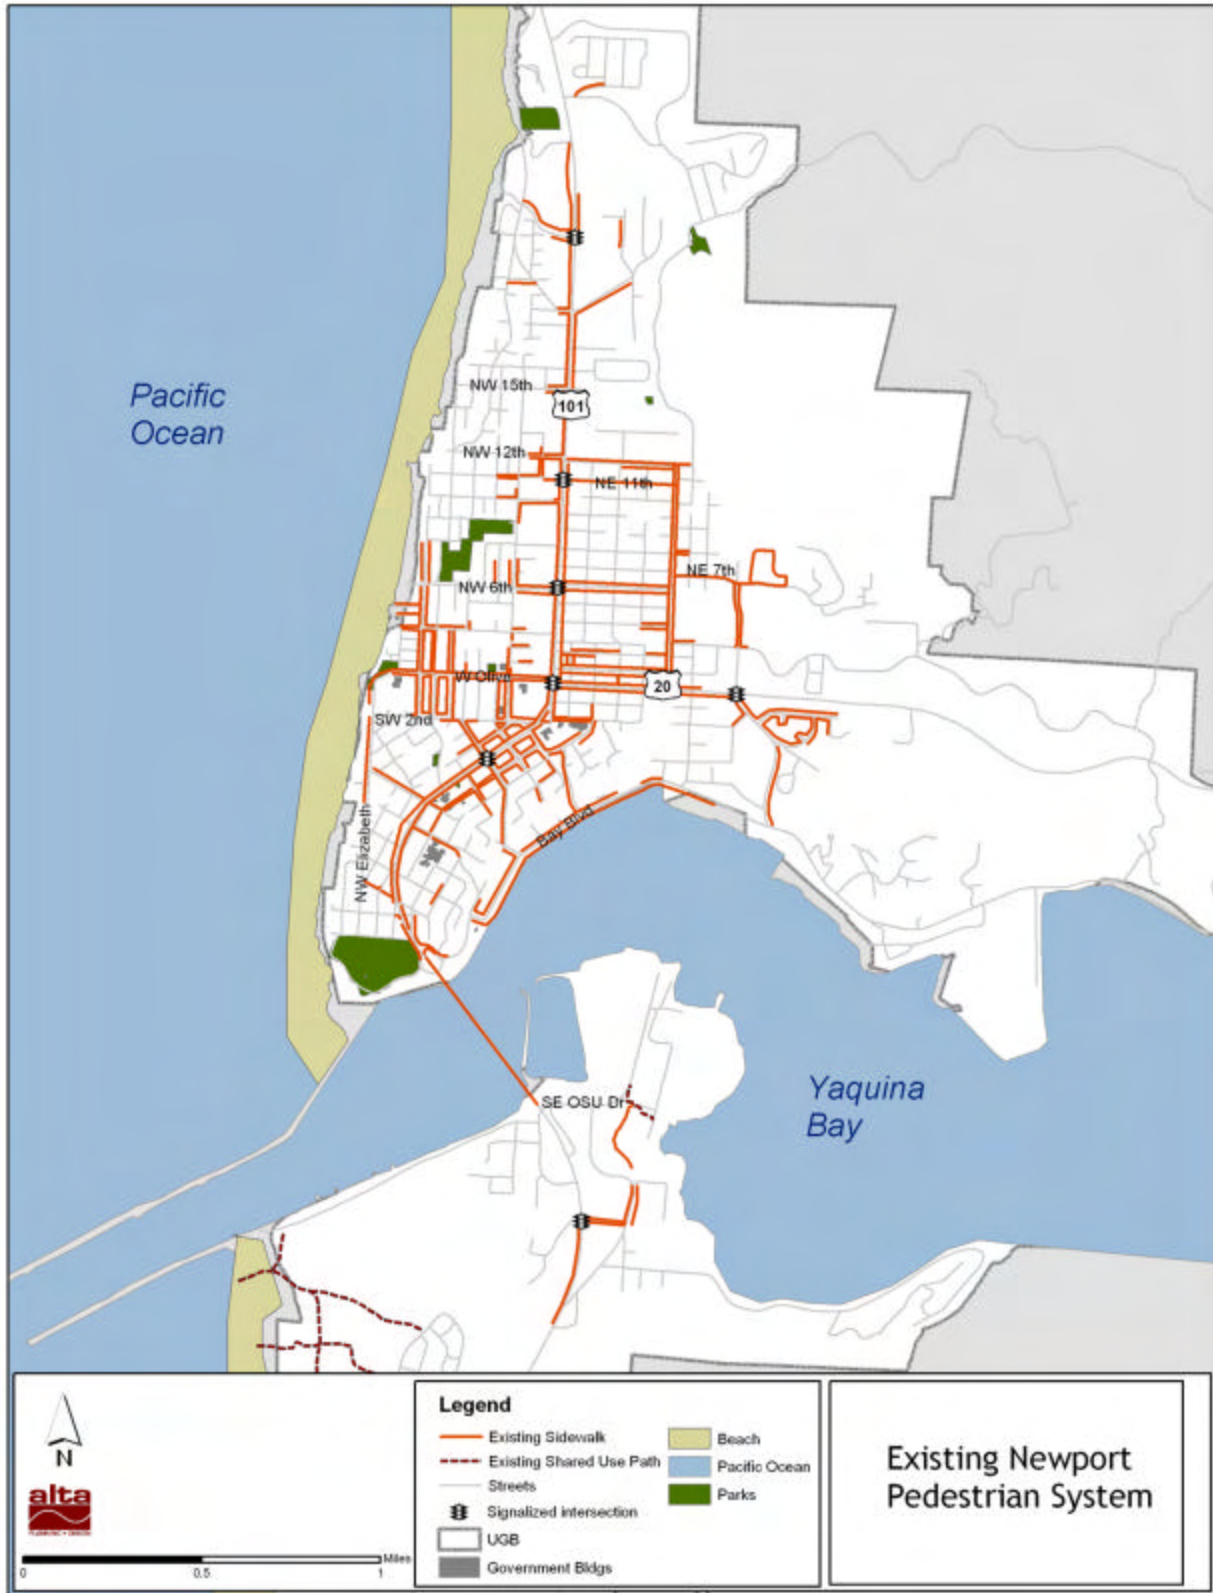 Pacific
Ocean
NW 15th
101
NW 12th
NE 11th
NE 7th
NW 6th
W Olive
20
SW 2nd
NW Elizabeth
Bay Blvd
SE OSU Dr
Yaquina
Bay
N
alta
PLANNING + DESIGN
0 0.5 1 Miles
Legend
Existing Sidewalk
Existing Shared Use Path
Streets
Signalized intersection
UGB
Government Bldgs
Beach
Pacific Ocean
Parks
Existing Newport
Pedestrian System